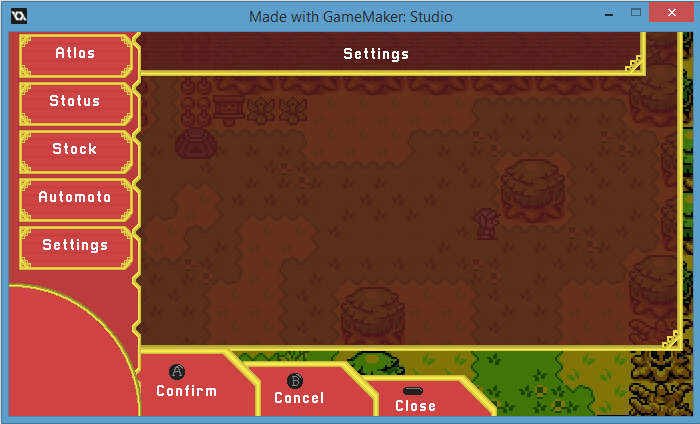 Made with GameMaker: Studio
Settings
Atlas
Status
Stock
Automata
Settings
A
Confirm
B
Cancel
Close